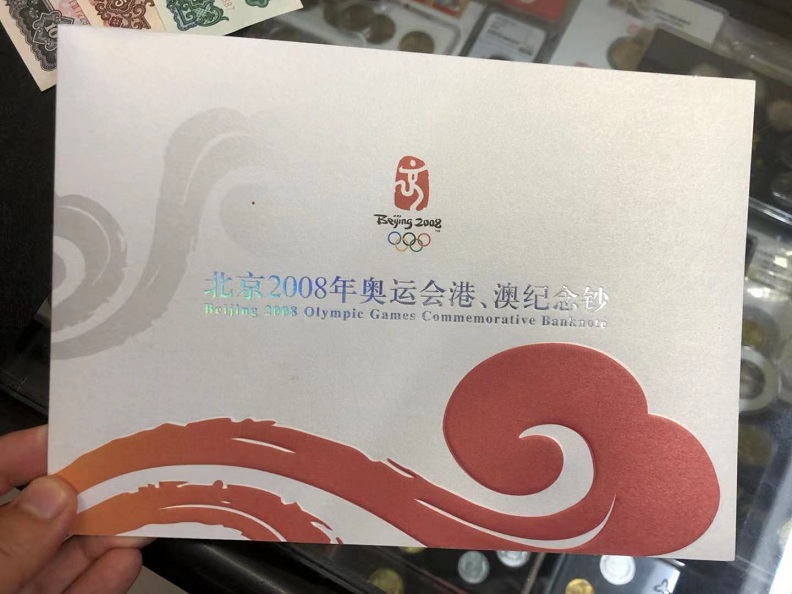 Beijing 2008
北京2008年奥运会港、澳纪念钞
Beijing 2008 Olympic Games Commemorative Banknote